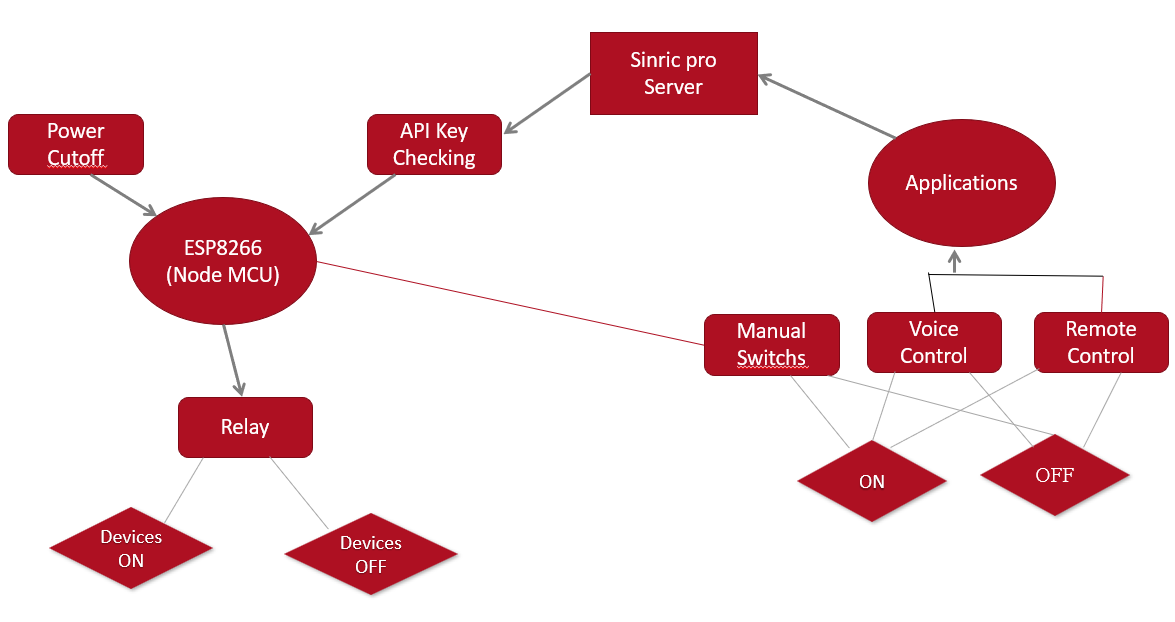 Sinric pro
Server
Power
Cutoff
API Key
Checking
Applications
ESP8266
(Node MCU)
Manual
Switchs
Voice
Control
Remote
Control
Relay
ON
OFF
Devices
ON
Devices
OFF